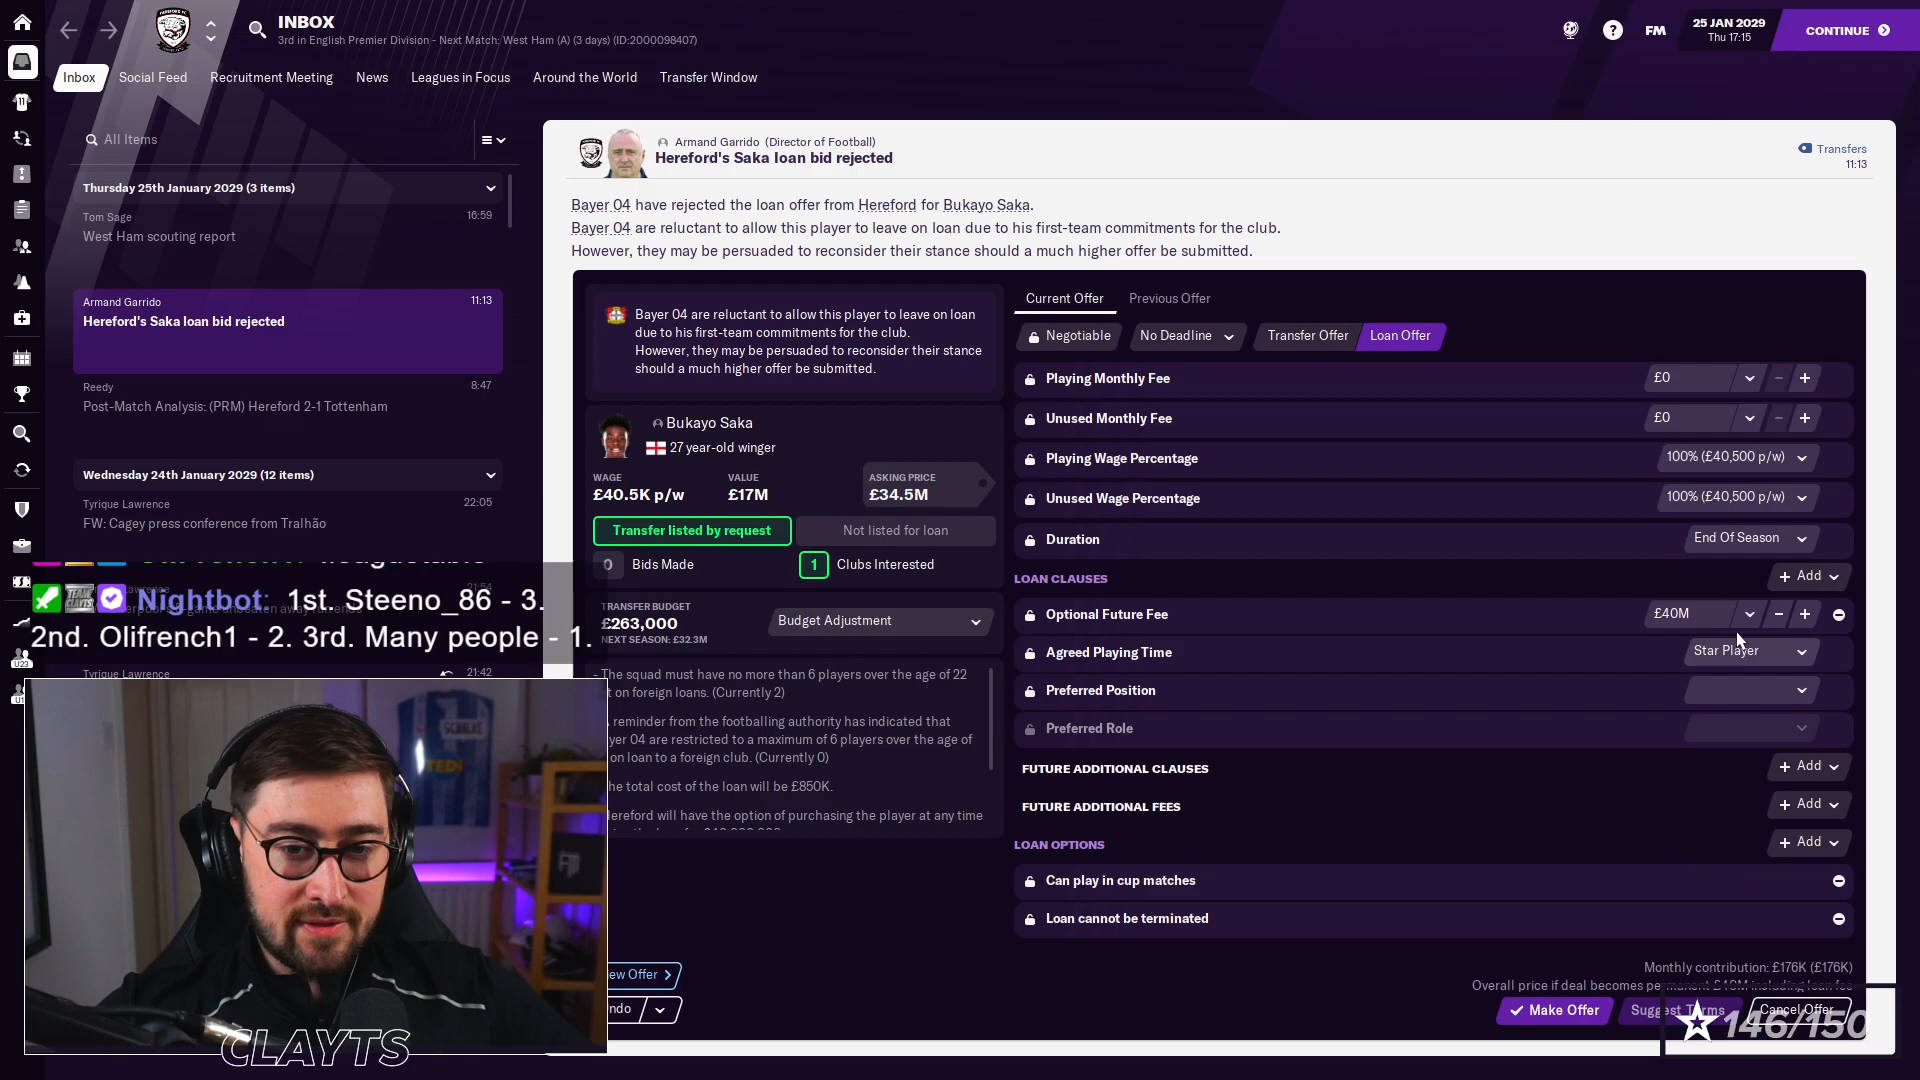 INBOX
3rd in English Premier Division - Next Match: West Ham (A) (3 days) (ID:2000098407)
FM
25 JAN 2029
Thu 17:15
CONTINUE
Inbox
Social Feed
Recruitment Meeting
News
Leagues in Focus
Around the World
Transfer Window
All Items
Thursday 25th January 2029 (3 items)
Tom Sage
16:59
West Ham scouting report
Armand Garrido
11:13
Hereford's Saka loan bid rejected
Reedy
8:47
Post-Match Analysis: (PRM) Hereford 2-1 Tottenham
Wednesday 24th January 2029 (12 items)
Tyrique Lawrence
22:05
FW: Cagey press conference from Tralhão
Nightbot: 1st. Steeno_86 - 3.
2nd. Olifrench1 - 2. 3rd. Many people - 1.
Tyrique Lawrence
21:42
U23
CLAYTS
Armand Garrido (Director of Football)
Hereford's Saka loan bid rejected
Transfers
11:13
Bayer 04 have rejected the loan offer from Hereford for Bukayo Saka.
Bayer 04 are reluctant to allow this player to leave on loan due to his first-team commitments for the club.
However, they may be persuaded to reconsider their stance should a much higher offer be submitted.
Bayer 04 are reluctant to allow this player to leave on loan
due to his first-team commitments for the club.
However, they may be persuaded to reconsider their stance
should a much higher offer be submitted.
Bukayo Saka
27 year-old winger
WAGE
£40.5K p/w
VALUE
£17M
ASKING PRICE
£34.5M
Transfer listed by request
Not listed for loan
0 Bids Made
1 Clubs Interested
TRANSFER BUDGET
£263,000
NEXT SEASON: £32.3M
Budget Adjustment
- The squad must have no more than 6 players over the age of 22
on foreign loans. (Currently 2)
reminder from the footballing authority has indicated that
are restricted to a maximum of 6 players over the age of
on loan to a foreign club. (Currently 0)
he total cost of the loan will be £850K.
ereford will have the option of purchasing the player at any time
Current Offer
Previous Offer
Negotiable
No Deadline
Transfer Offer
Loan Offer
Playing Monthly Fee
£0
Unused Monthly Fee
£0
Playing Wage Percentage
100% (£40,500 p/w)
Unused Wage Percentage
100% (£40,500 p/w)
Duration
End Of Season
LOAN CLAUSES
Add
Optional Future Fee
£40M
Agreed Playing Time
Star Player
Preferred Position
Preferred Role
FUTURE ADDITIONAL CLAUSES
Add
FUTURE ADDITIONAL FEES
Add
LOAN OPTIONS
Add
Can play in cup matches
Loan cannot be terminated
ew Offer
ndo
Monthly contribution: £176K (£176K)
Overall price if deal becomes permanent £40M including loan fee
Make Offer
Suggest Terms
Cancel Offer
146/150